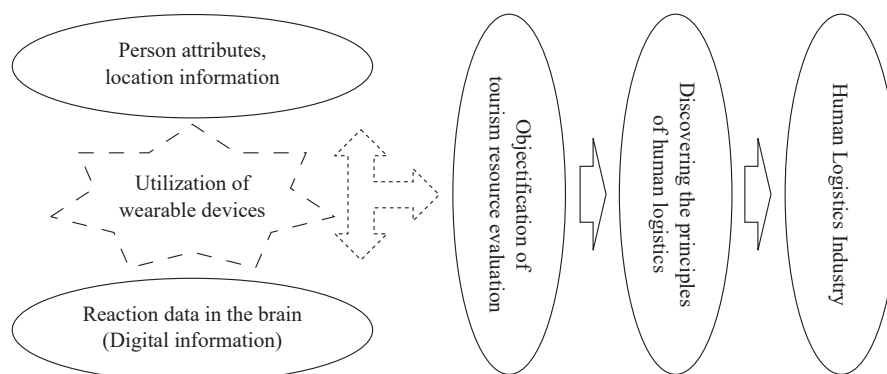 Person attributes,
location information
Utilization of
wearable devices
Reaction data in the brain
(Digital information)
Objectification of
tourism resource evaluation
Discovering the principles
of human logistics
Human Logistics Industry